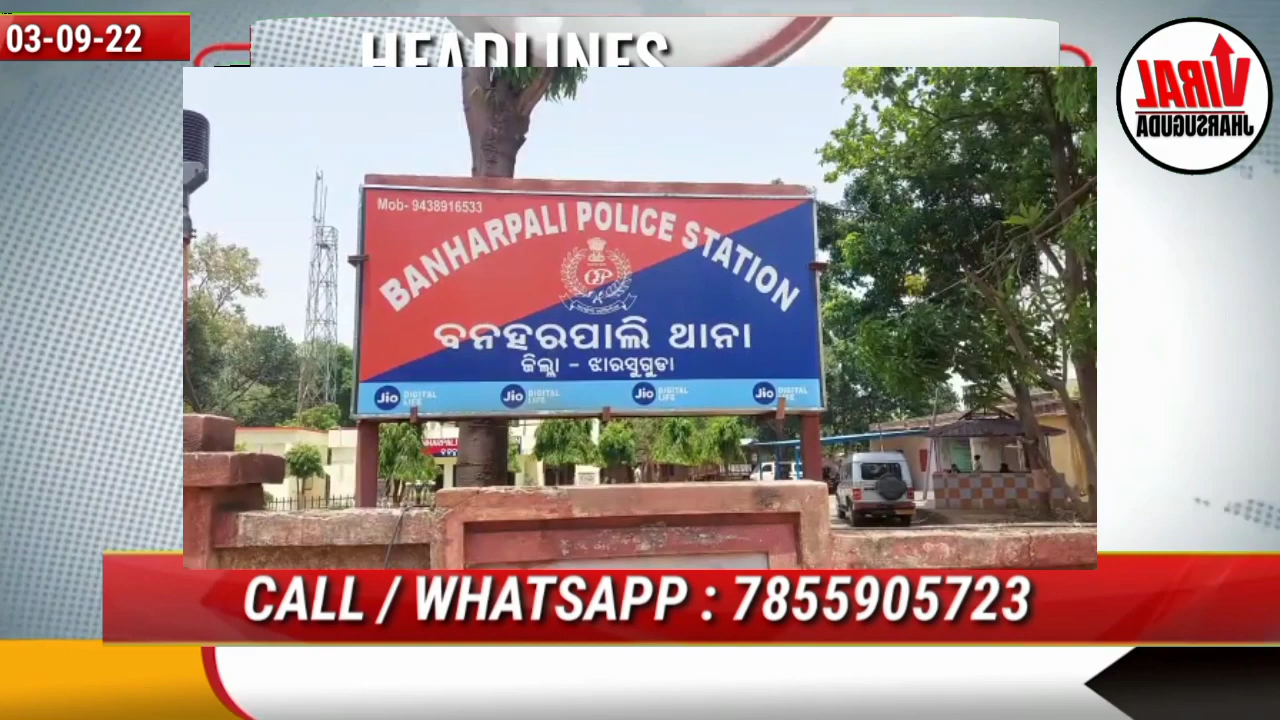 03-09-22
HEADLINES
VIRAL
JHARSUGUDA
Mob- 9438916533
BANHARPALI POLICE STATION
OP
ବନହରପାଲି ଥାନା
ଜିଲ୍ଲା - ଝାରସୁଗୁଡା
Jio DIGITAL LIFE Jio DIGITAL LIFE Jio DIGITAL LIFE Jio DIGITAL LIFE
CALL / WHATSAPP : 7855905723